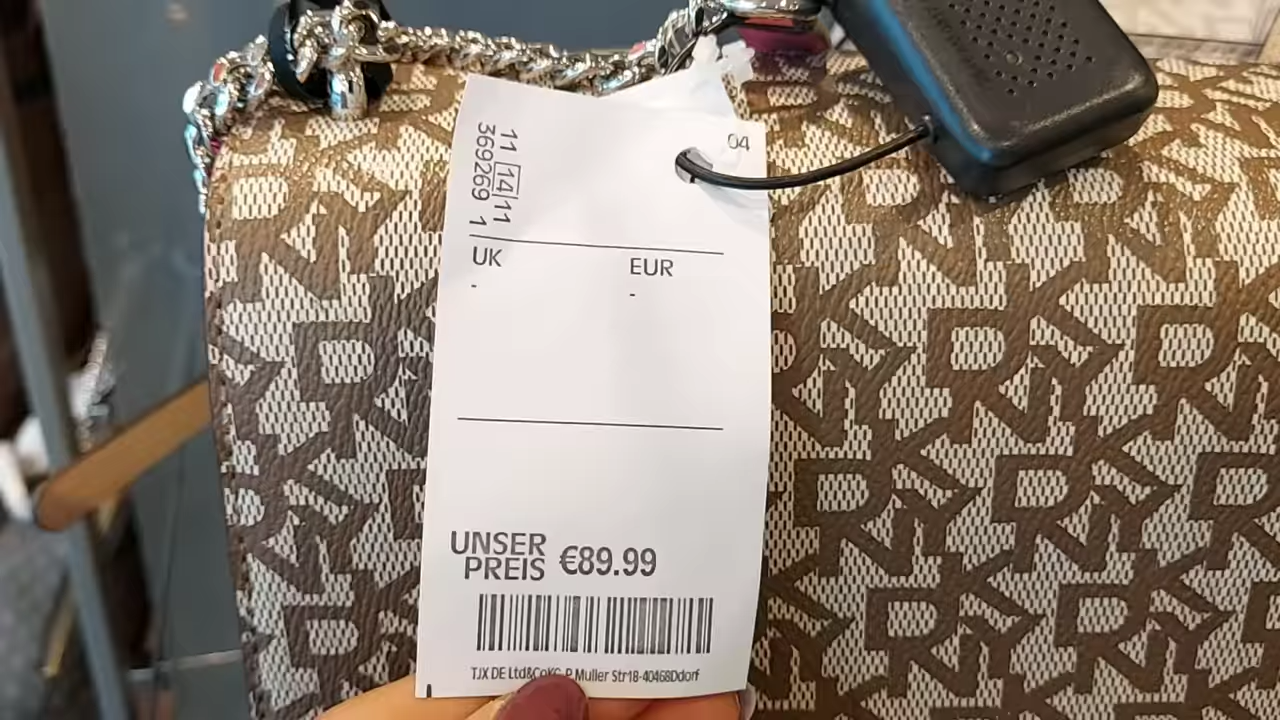 04
11 14/11
369269 1
UK EUR
- -
UNSER
PREIS €89.99
TJX DE Ltd&CoKG P Muller Str18-40468Ddorf